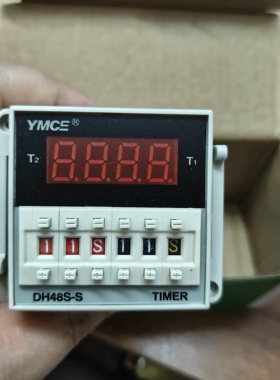 YMCE®
T2 8.8.8.8. T1
1 1 S 1 1 S
DH48S-S TIMER